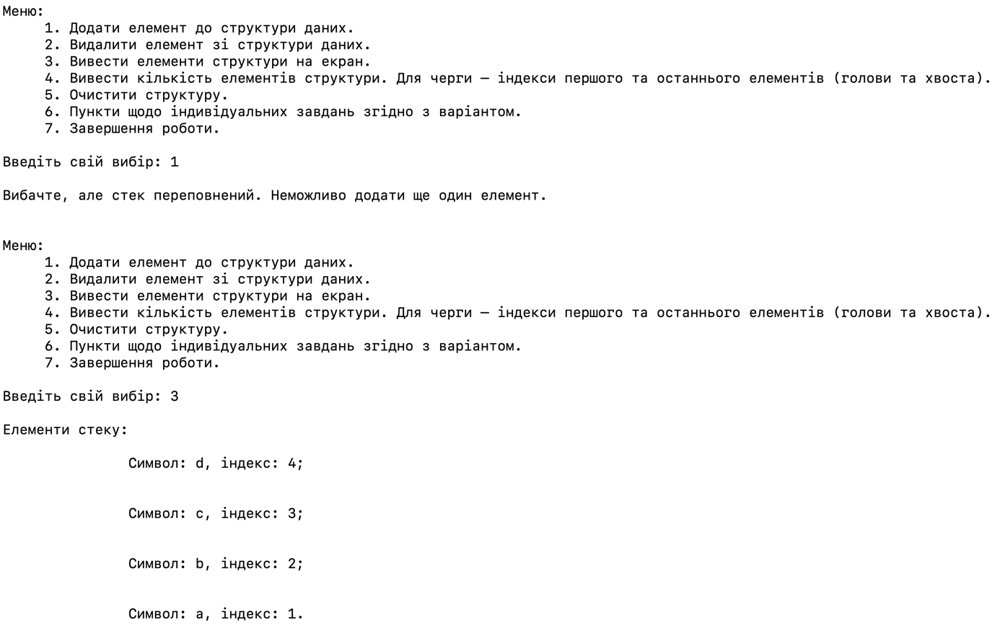 Меню:
1. Додати елемент до структури даних.
2. Видалити елемент зі структури даних.
3. Вивести елементи структури на екран.
4. Вивести кількість елементів структури. Для черги — індекси першого та останнього елементів (голови та хвоста).
5. Очистити структуру.
6. Пункти щодо індивідуальних завдань згідно з варіантом.
7. Завершення роботи.
Введіть свій вибір: 1
Вибачте, але стек переповнений. Неможливо додати ще один елемент.
Меню:
1. Додати елемент до структури даних.
2. Видалити елемент зі структури даних.
3. Вивести елементи структури на екран.
4. Вивести кількість елементів структури. Для черги — індекси першого та останнього елементів (голови та хвоста).
5. Очистити структуру.
6. Пункти щодо індивідуальних завдань згідно з варіантом.
7. Завершення роботи.
Введіть свій вибір: 3
Елементи стеку:
Символ: d, індекс: 4;
Символ: c, індекс: 3;
Символ: b, індекс: 2;
Символ: a, індекс: 1.